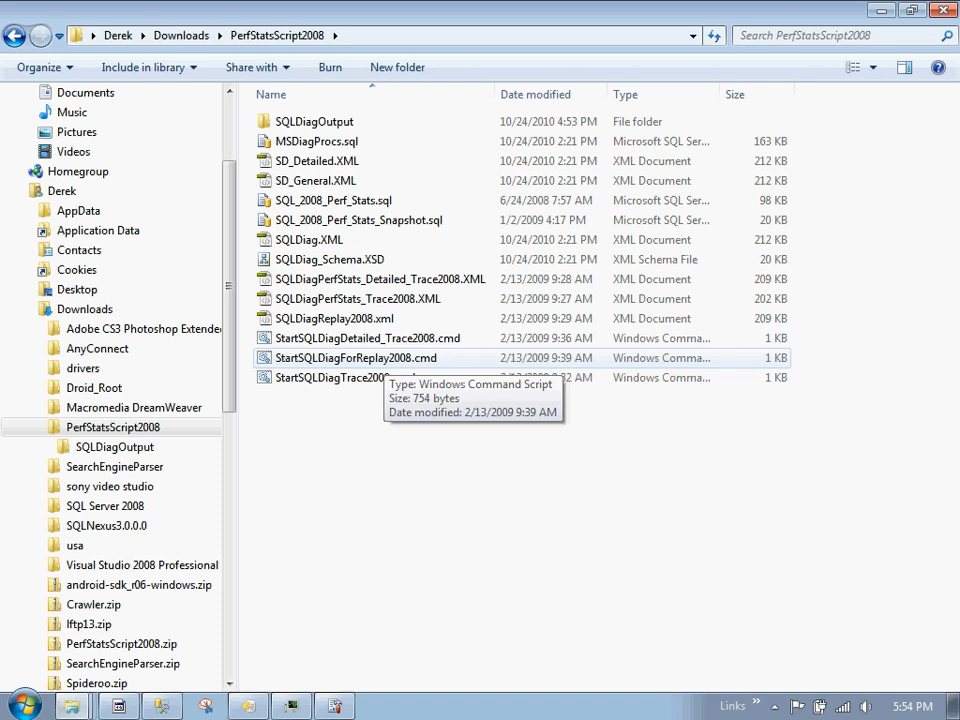 Derek Downloads PerfStatsScript2008
Search PerfStatsScript2008
Organize Include in library Share with Burn New folder
Name Date modified Type Size
Documents
Music
Pictures
Videos
Homegroup
Derek
AppData
Application Data
Contacts
Cookies
Desktop
Downloads
Adobe CS3 Photoshop Extende
AnyConnect
drivers
Droid_Root
Macromedia DreamWeaver
PerfStatsScript2008
SQLDiagOutput
SearchEngineParser
sony video studio
SQL Server 2008
SQLNexus3.0.0.0
usa
Visual Studio 2008 Professional
android-sdk_r06-windows.zip
Crawler.zip
lftp13.zip
PerfStatsScript2008.zip
SearchEngineParser.zip
Spideroo.zip
SQLDiagOutput 10/24/2010 4:53 PM File folder
MSDiagProcs.sql 10/24/2010 2:21 PM Microsoft SQL Ser... 163 KB
SD_Detailed.XML 10/24/2010 2:21 PM XML Document 212 KB
SD_General.XML 10/24/2010 2:21 PM XML Document 212 KB
SQL_2008_Perf_Stats.sql 6/24/2008 7:57 AM Microsoft SQL Ser... 98 KB
SQL_2008_Perf_Stats_Snapshot.sql 1/2/2009 4:17 PM Microsoft SQL Ser... 20 KB
SQLDiag.XML 10/24/2010 2:21 PM XML Document 212 KB
SQLDiag_Schema.XSD 10/24/2010 2:21 PM XML Schema File 20 KB
SQLDiagPerfStats_Detailed_Trace2008.XML 2/13/2009 9:28 AM XML Document 209 KB
SQLDiagPerfStats_Trace2008.XML 2/13/2009 9:27 AM XML Document 202 KB
SQLDiagReplay2008.xml 2/13/2009 9:29 AM XML Document 209 KB
StartSQLDiagDetailed_Trace2008.cmd 2/13/2009 9:36 AM Windows Comma... 1 KB
StartSQLDiagForReplay2008.cmd 2/13/2009 9:39 AM Windows Comma... 1 KB
StartSQLDiagTrace2008 :32 AM Windows Comma... 1 KB
Type: Windows Command Script
Size: 754 bytes
Date modified: 2/13/2009 9:39 AM
Links 5:54 PM